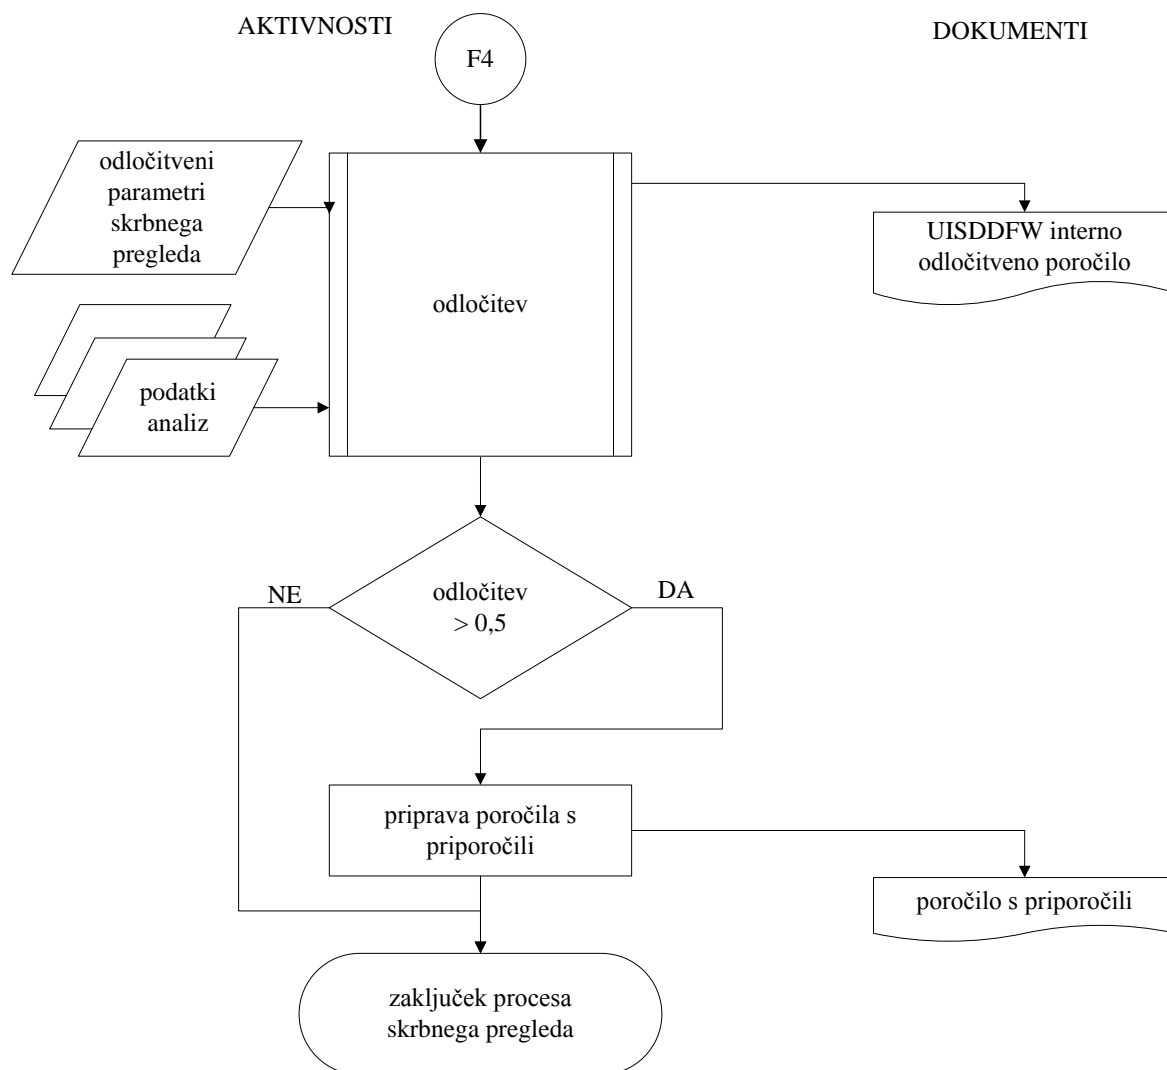 AKTIVNOSTI
DOKUMENTI
F4
odločitveni
parametri
skrbnega
pregleda
UISDDFW interno
odločitveno poročilo
odločitev
podatki
analiz
NE
odločitev
> 0,5
DA
priprava poročila s
priporočili
poročilo s priporočili
zaključek procesa
skrbnega pregleda